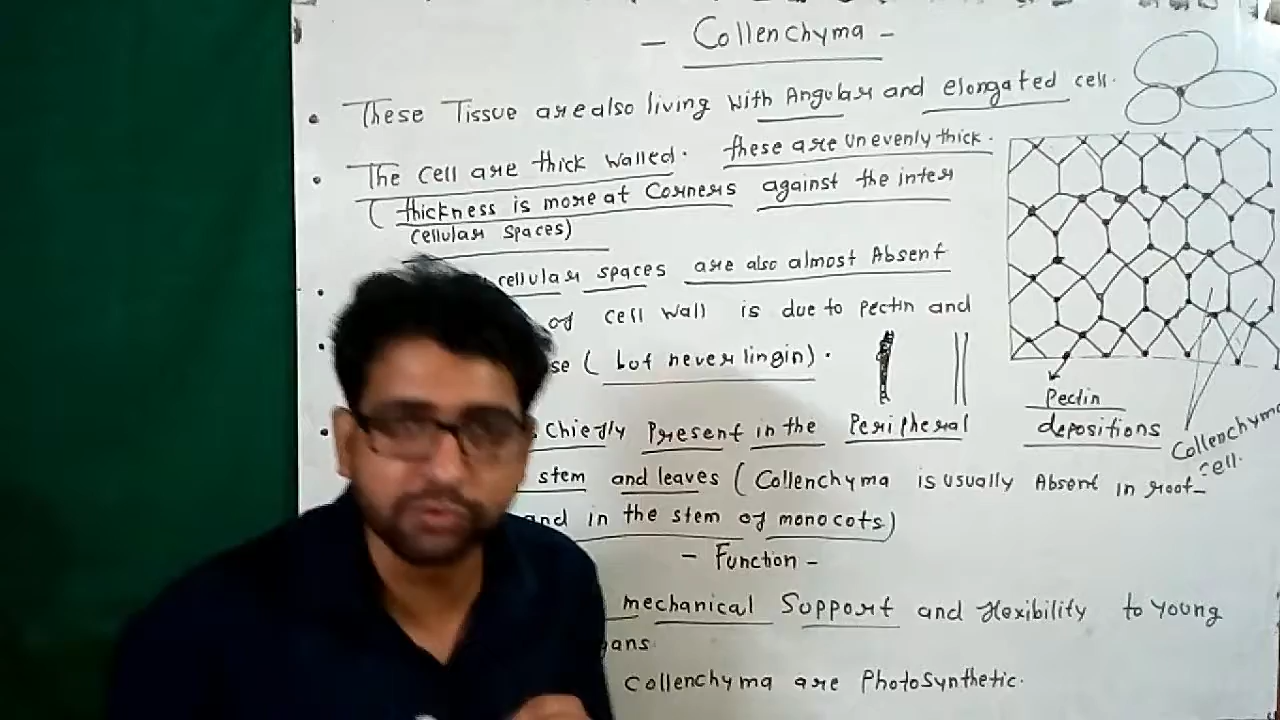 - Collenchyma -
• These Tissue are also living with Angular and elongated cell.
• The cell are thick walled. these are unevenly thick.
( thickness is more at Corners against the inter
cellular spaces)
cellular spaces are also almost Absent
of cell wall is due to pectin and
se ( but never lingin).
Chiefly Present in the Peripheral
stem and leaves ( Collenchyma is usually Absent in root
and in the stem of monocots)
- Function -
mechanical Support and flexibility to young
gans
Collenchyma are Photosynthetic.
Pectin
depositions
Collenchyma
cell.